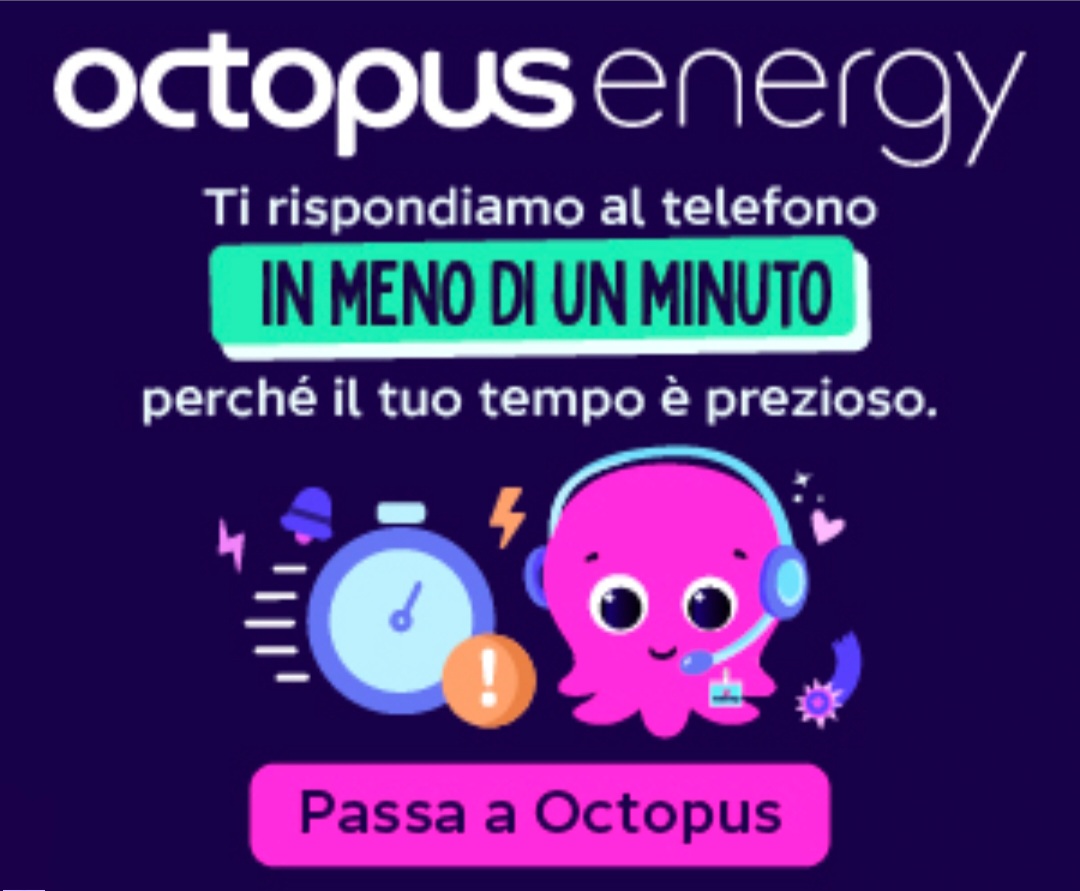 octopus energy
Ti rispondiamo al telefono
IN MENO DI UN MINUTO
perché il tuo tempo è prezioso.
!
Passa a Octopus